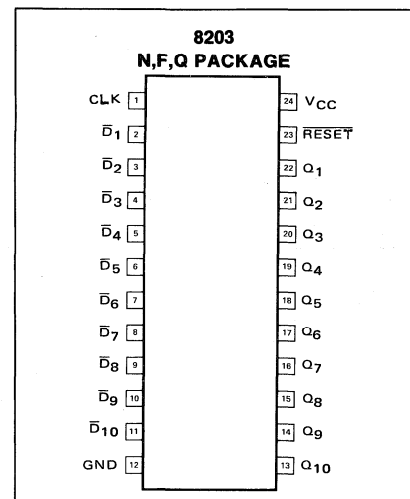 8203
N,F,Q PACKAGE
CLK 1 24 VCC
D̅1 2 23 R̅E̅S̅E̅T̅
D̅2 3 22 Q1
D̅3 4 21 Q2
D̅4 5 20 Q3
D̅5 6 19 Q4
D̅6 7 18 Q5
D̅7 8 17 Q6
D̅8 9 16 Q7
D̅9 10 15 Q8
D̅10 11 14 Q9
GND 12 13 Q10